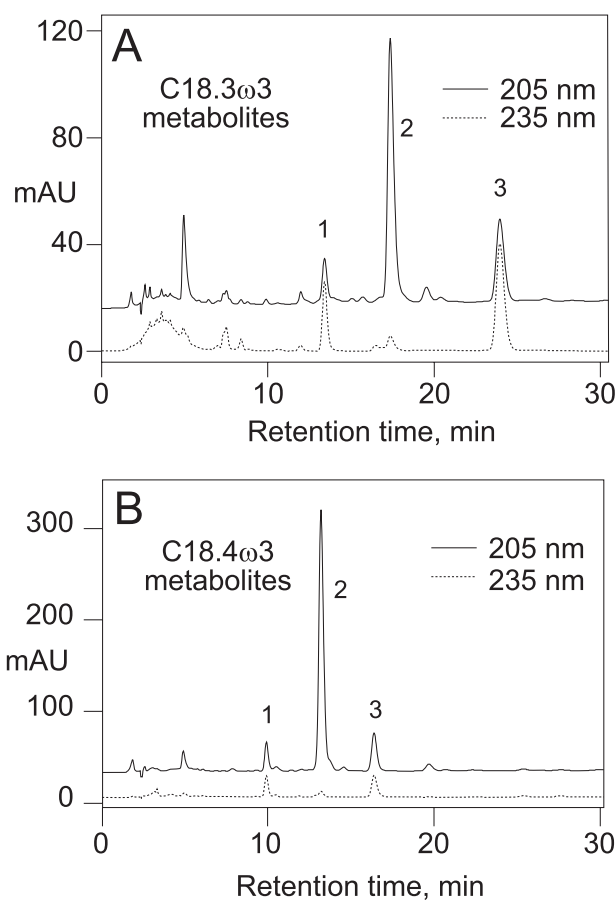 A
C18.3ω3
metabolites
205 nm
235 nm
120
80
mAU
40
0
1
2
3
0 10 20 30
Retention time, min
B
C18.4ω3
metabolites
205 nm
235 nm
300
200
mAU
100
0
1
2
3
0 10 20 30
Retention time, min